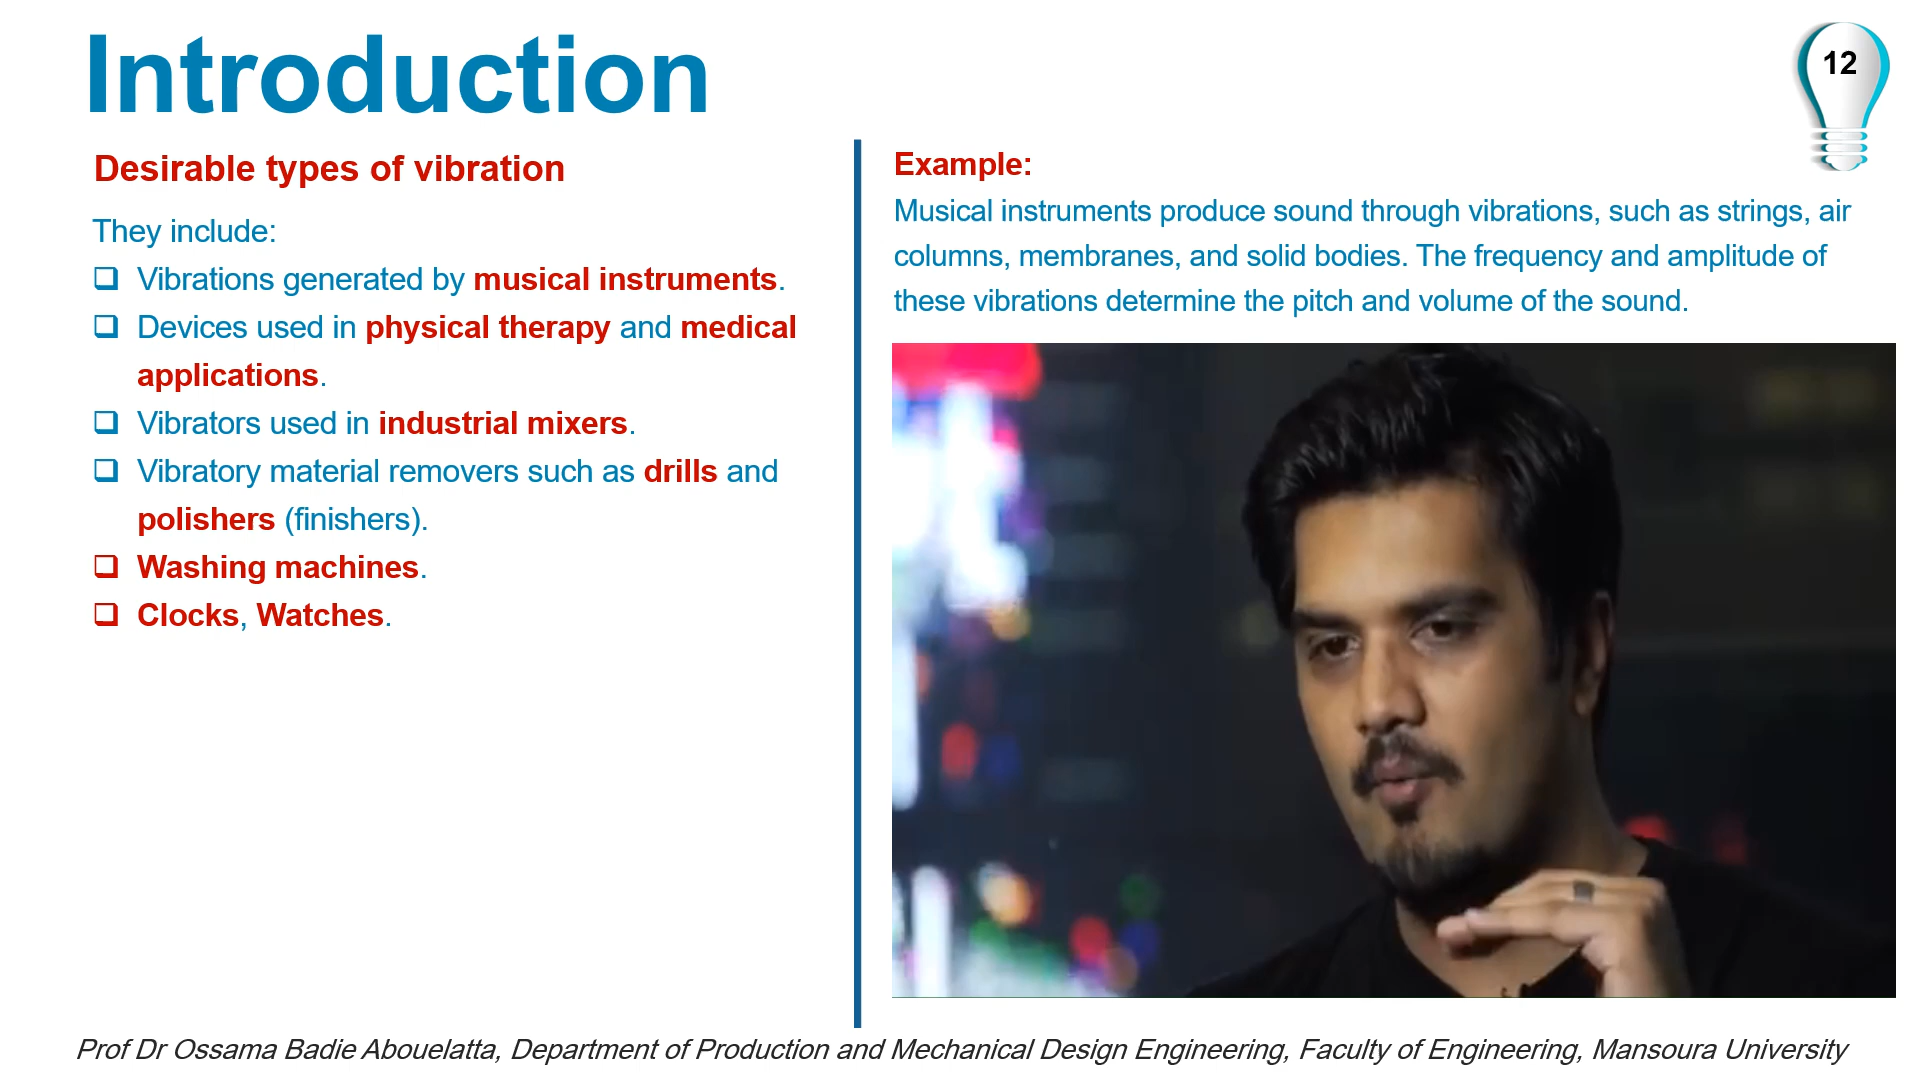 Introduction
12
Desirable types of vibration
They include:
❑ Vibrations generated by musical instruments.
❑ Devices used in physical therapy and medical
applications.
❑ Vibrators used in industrial mixers.
❑ Vibratory material removers such as drills and
polishers (finishers).
❑ Washing machines.
❑ Clocks, Watches.
Example:
Musical instruments produce sound through vibrations, such as strings, air
columns, membranes, and solid bodies. The frequency and amplitude of
these vibrations determine the pitch and volume of the sound.
Prof Dr Ossama Badie Abouelatta, Department of Production and Mechanical Design Engineering, Faculty of Engineering, Mansoura University